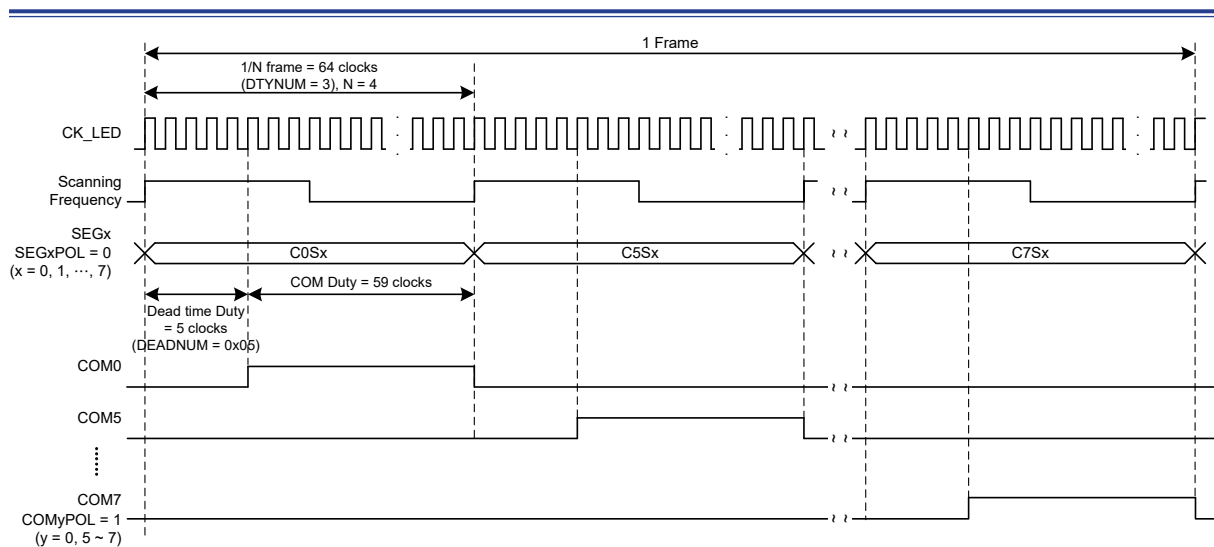 1 Frame
1/N frame = 64 clocks
(DTYNUM = 3), N = 4
CK_LED
Scanning
Frequency
SEGx
SEGxPOL = 0
(x = 0, 1, ⋯, 7)
C0Sx
C5Sx
C7Sx
COM Duty = 59 clocks
Dead time Duty
= 5 clocks
(DEADNUM = 0x05)
COM0
COM5
COM7
COMyPOL = 1
(y = 0, 5 ~ 7)